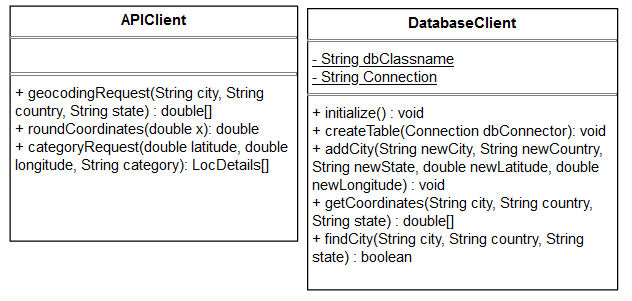 APIClient
+ geocodingRequest(String city, String
country, String state) : double[]
+ roundCoordinates(double x): double
+ categoryRequest(double latitude, double
longitude, String category): LocDetails[]
DatabaseClient
- String dbClassname
- String Connection
+ initialize() : void
+ createTable(Connection dbConnector): void
+ addCity(String newCity, String newCountry,
String newState, double newLatitude, double
newLongitude) : void
+ getCoordinates(String city, String country,
String state) : double[]
+ findCity(String city, String country, String
state) : boolean